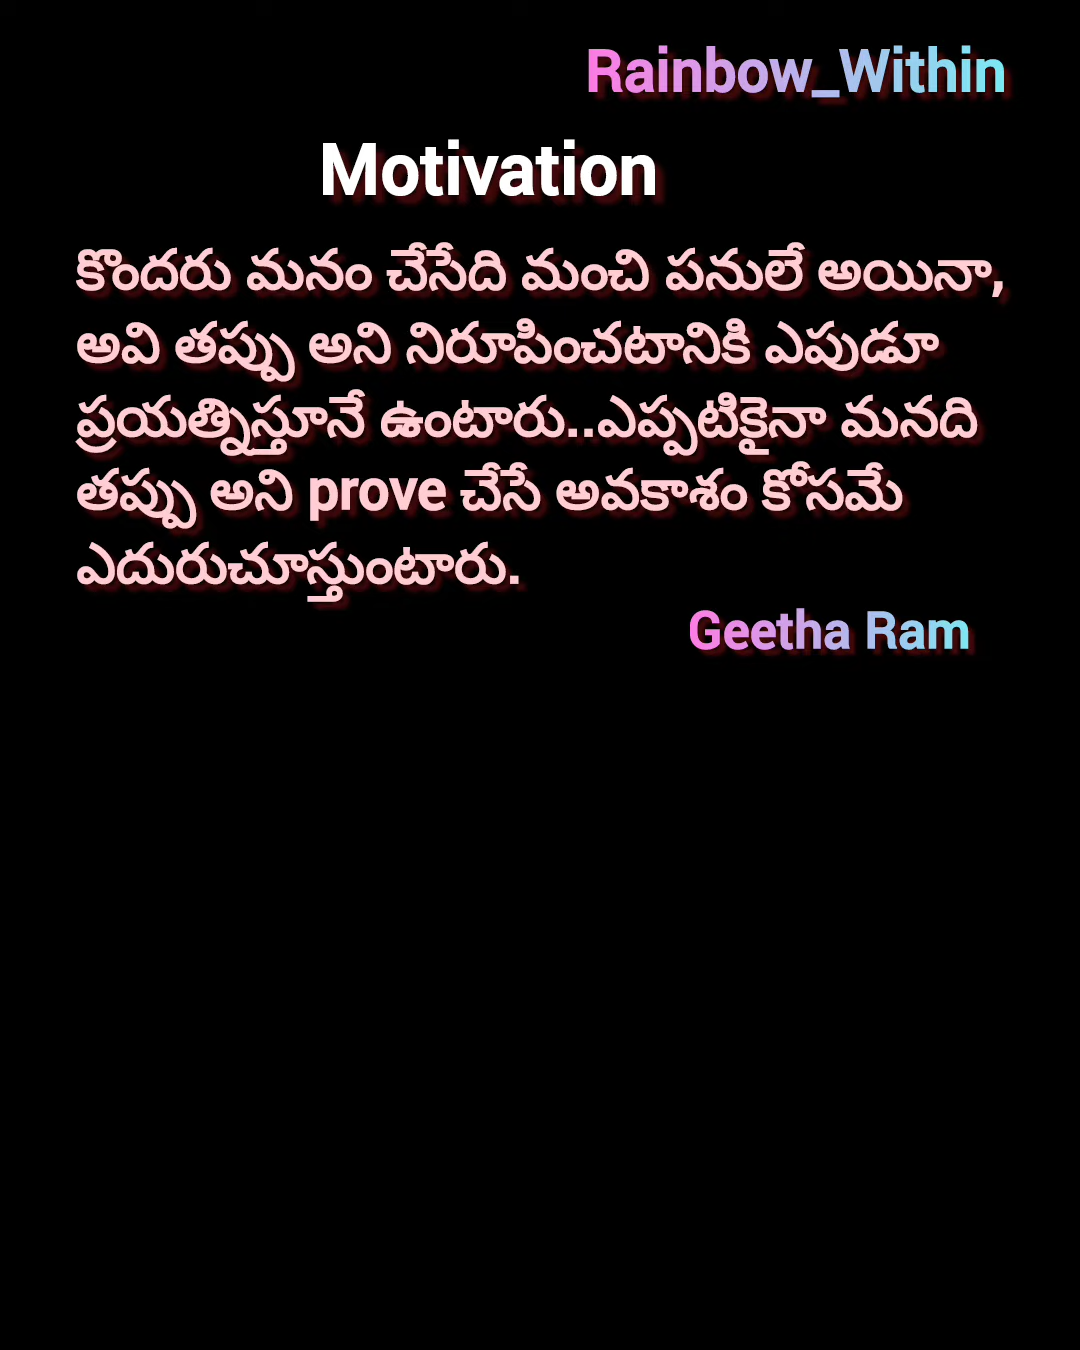 Rainbow_Within
Motivation
కొందరు మనం చేసేది మంచి పనులే అయినా,
అవి తప్పు అని నిరూపించటానికి ఎపుడూ
ప్రయత్నిస్తూనే ఉంటారు..ఎప్పటికైనా మనది
తప్పు అని prove చేసే అవకాశం కోసమే
ఎదురుచూస్తుంటారు.
Geetha Ram